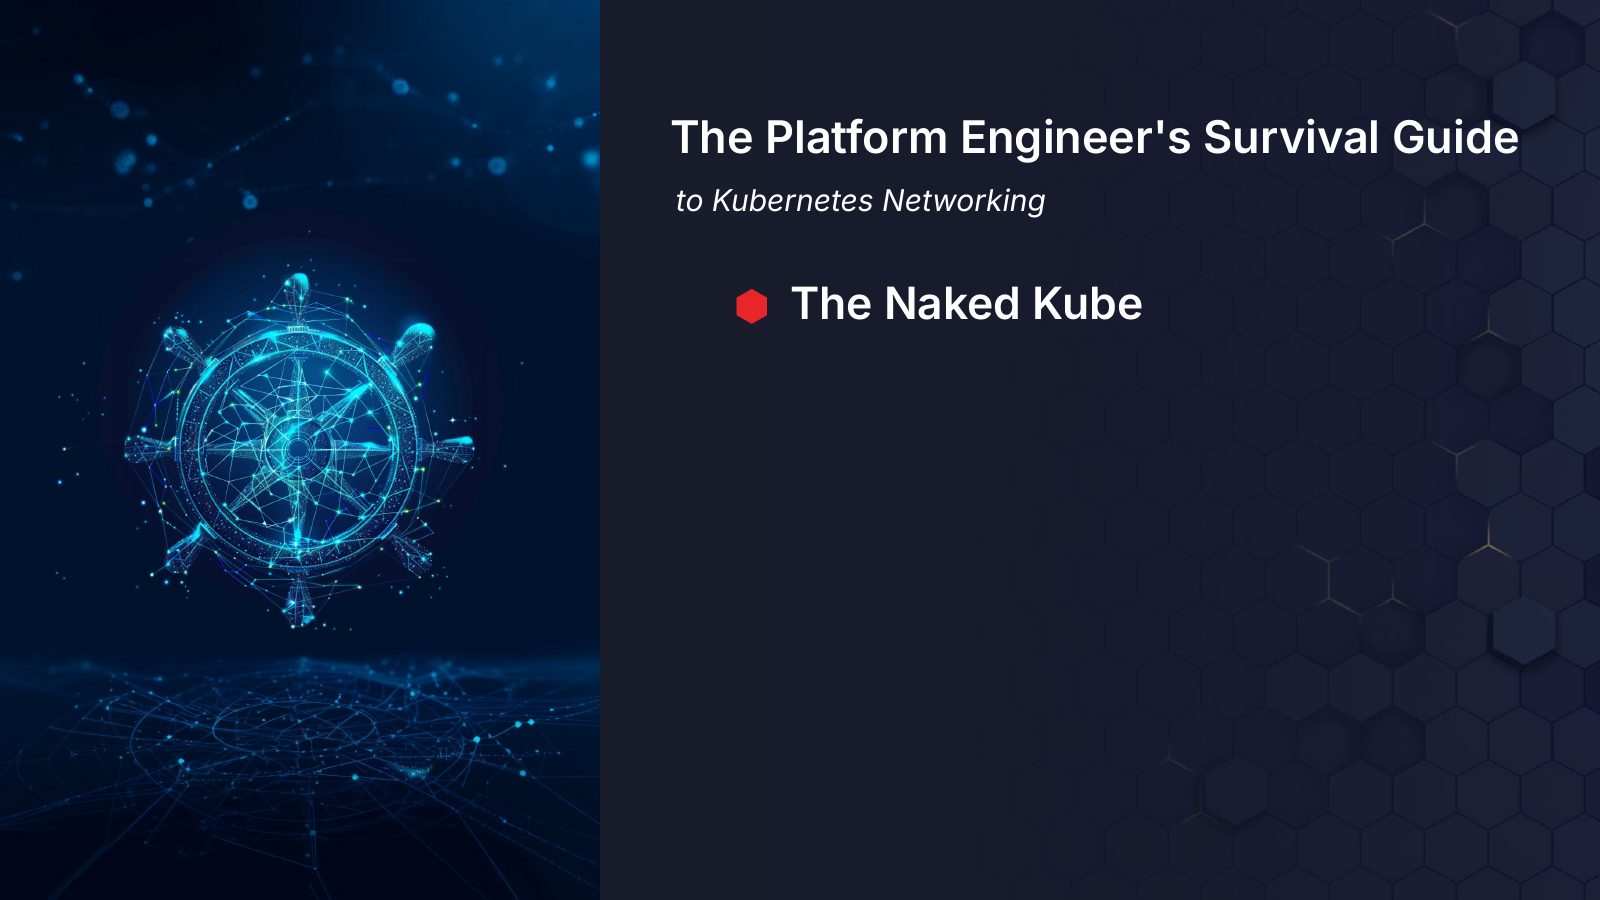 The Platform Engineer's Survival Guide
to Kubernetes Networking
The Naked Kube